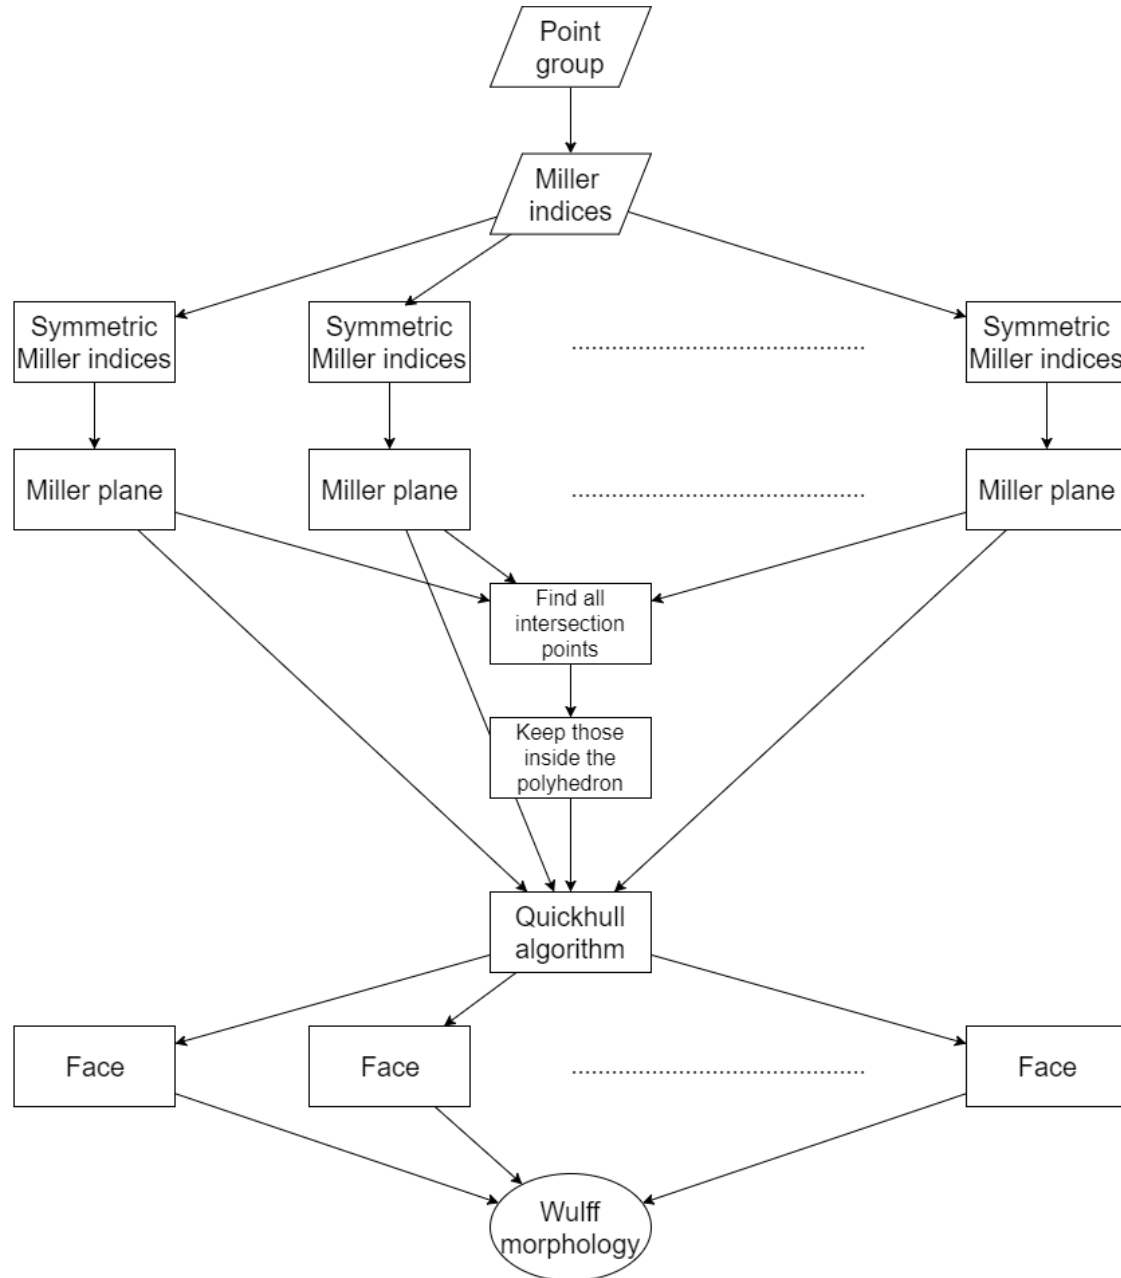 Point
group
Miller
indices
Symmetric
Miller indices
Symmetric
Miller indices
Symmetric
Miller indices
Miller plane
Miller plane
Miller plane
Find all
intersection
points
Keep those
inside the
polyhedron
Quickhull
algorithm
Face
Face
Face
Wulff
morphology